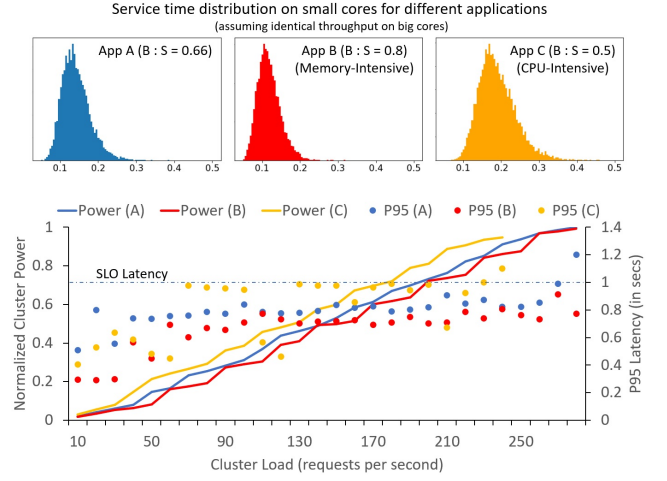 Service time distribution on small cores for different applications
(assuming identical throughput on big cores)
App A (B : S = 0.66)
0.1 0.2 0.3 0.4 0.5
App B (B : S = 0.8)
(Memory-Intensive)
0.1 0.2 0.3 0.4 0.5
App C (B : S = 0.5)
(CPU-Intensive)
0.1 0.2 0.3 0.4 0.5
Power (A) Power (B) Power (C) P95 (A) P95 (B) P95 (C)
Normalized Cluster Power
1
0.8
0.6
0.4
0.2
0
SLO Latency
1.4
1.2
1
0.8
0.6
0.4
0.2
0
P95 Latency (in secs)
10 50 90 130 170 210 250
Cluster Load (requests per second)